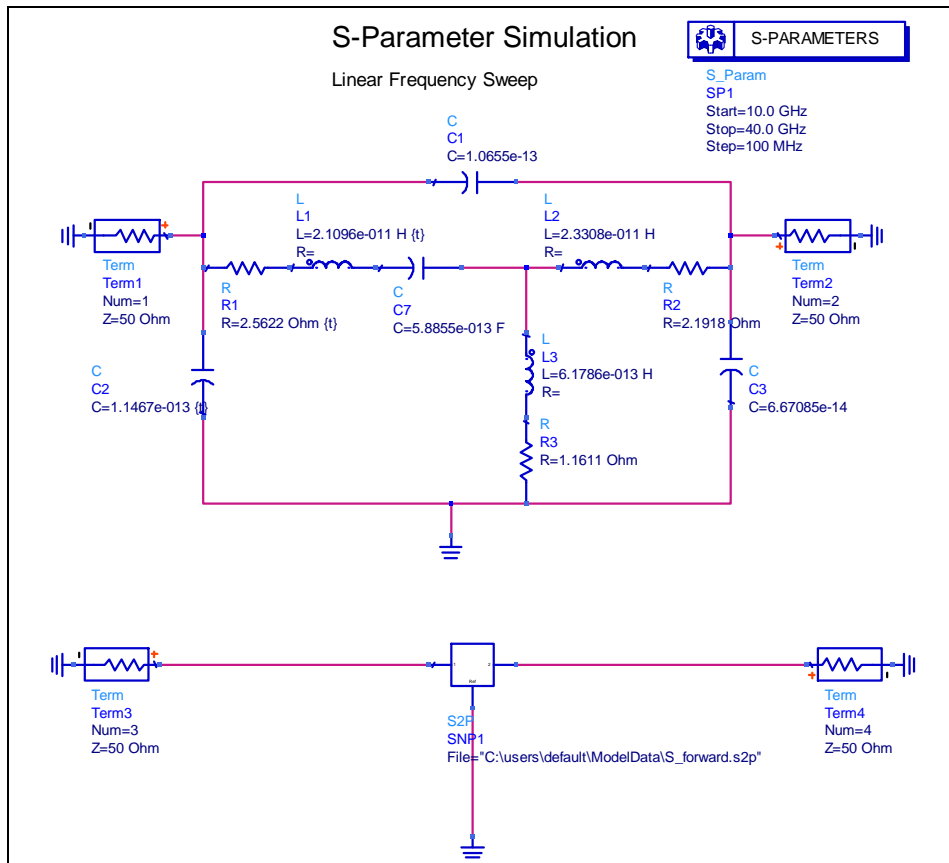 S-Parameter Simulation
S-PARAMETERS
Linear Frequency Sweep
S_Param
SP1
Start=10.0 GHz
Stop=40.0 GHz
Step=100 MHz
C
C1
C=1.0655e-13
L
L1
L=2.1096e-011 H {t}
R=
L
L2
L=2.3308e-011 H
R=
Term
Term1
Num=1
Z=50 Ohm
R
R1
R=2.5622 Ohm {t}
C
C7
C=5.8855e-013 F
R
R2
R=2.1918 Ohm
Term
Term2
Num=2
Z=50 Ohm
L
L3
L=6.1786e-013 H
R=
C
C2
C=1.1467e-013 {t}
C
C3
C=6.67085e-14
R
R3
R=1.1611 Ohm
1
2
Ref
Term
Term3
Num=3
Z=50 Ohm
S2P
SNP1
File="C:\users\default\ModelData\S_forward.s2p"
Term
Term4
Num=4
Z=50 Ohm